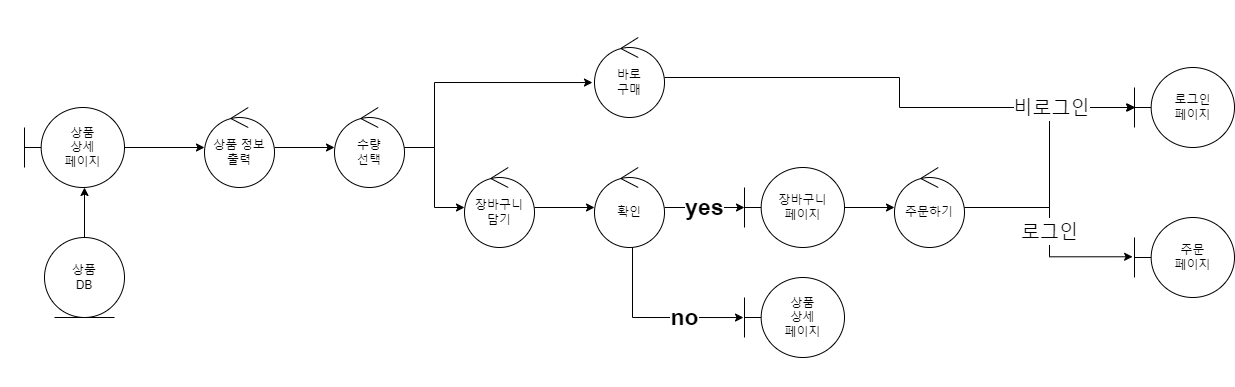 바로
구매
비로그인
로그인
페이지
상품
상세
페이지
상품 정보
출력
수량
선택
장바구니
담기
확인
yes
장바구니
페이지
주문하기
로그인
주문
페이지
상품
DB
no
상품
상세
페이지